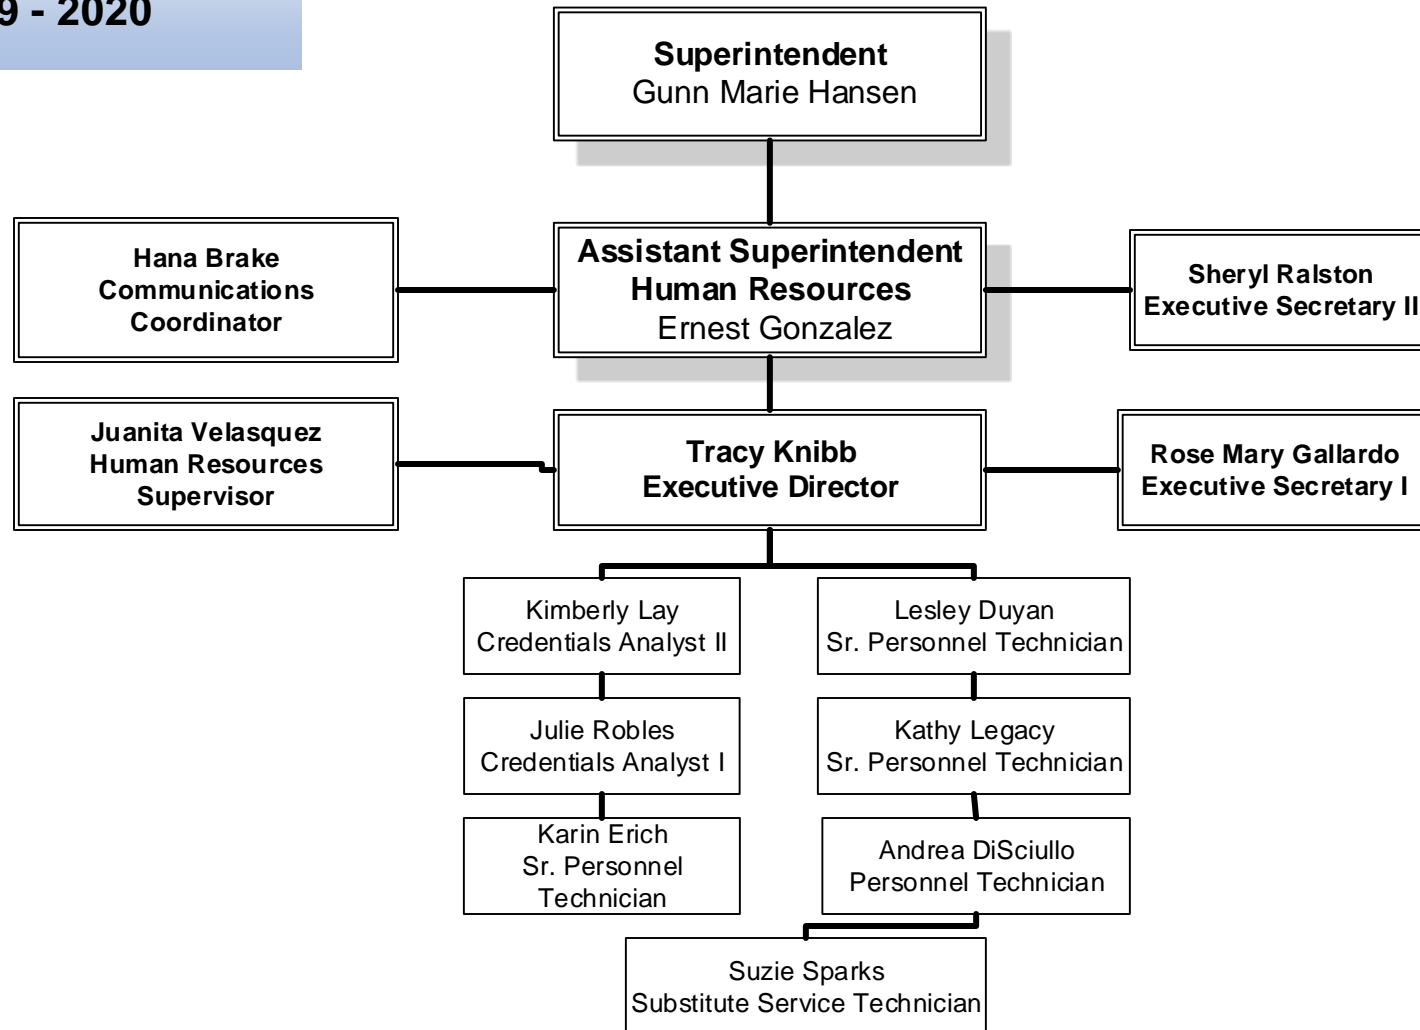 9 - 2020
Superintendent
Gunn Marie Hansen
Hana Brake
Communications
Coordinator
Assistant Superintendent
Human Resources
Ernest Gonzalez
Sheryl Ralston
Executive Secretary II
Juanita Velasquez
Human Resources
Supervisor
Tracy Knibb
Executive Director
Rose Mary Gallardo
Executive Secretary I
Kimberly Lay
Credentials Analyst II
Lesley Duyan
Sr. Personnel Technician
Julie Robles
Credentials Analyst I
Kathy Legacy
Sr. Personnel Technician
Karin Erich
Sr. Personnel
Technician
Andrea DiSciullo
Personnel Technician
Suzie Sparks
Substitute Service Technician